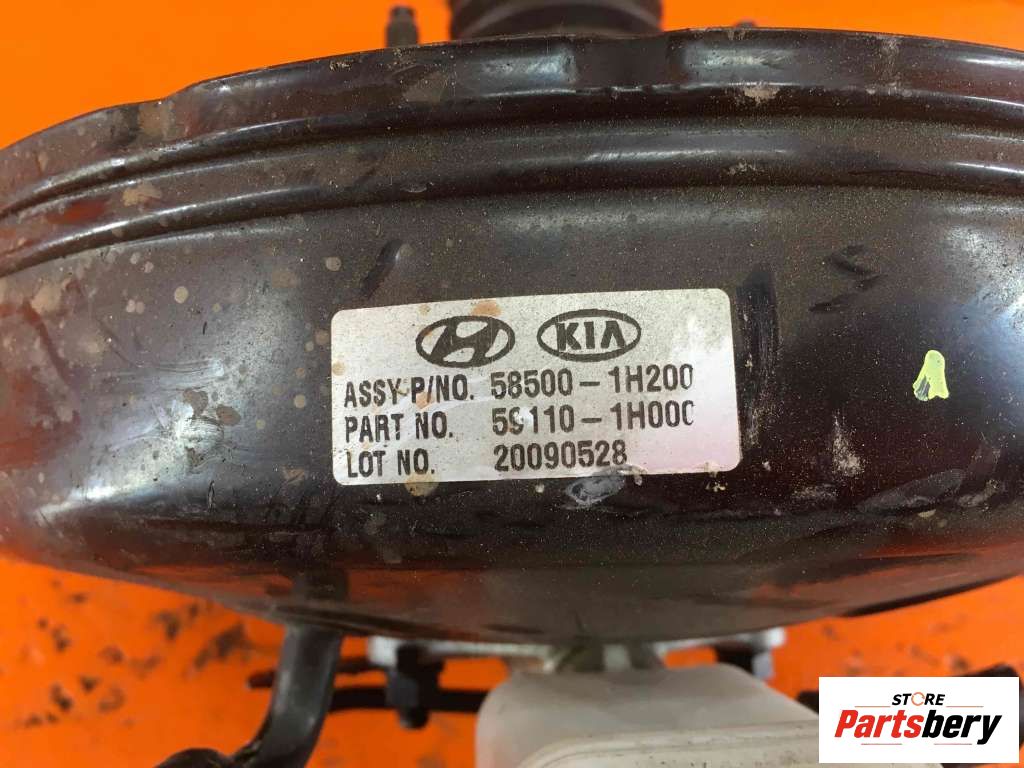 KIA
ASSY P/NO. 58500-1H200
PART NO. 59110-1H000
LOT NO. 20090528
STORE
Partsbery